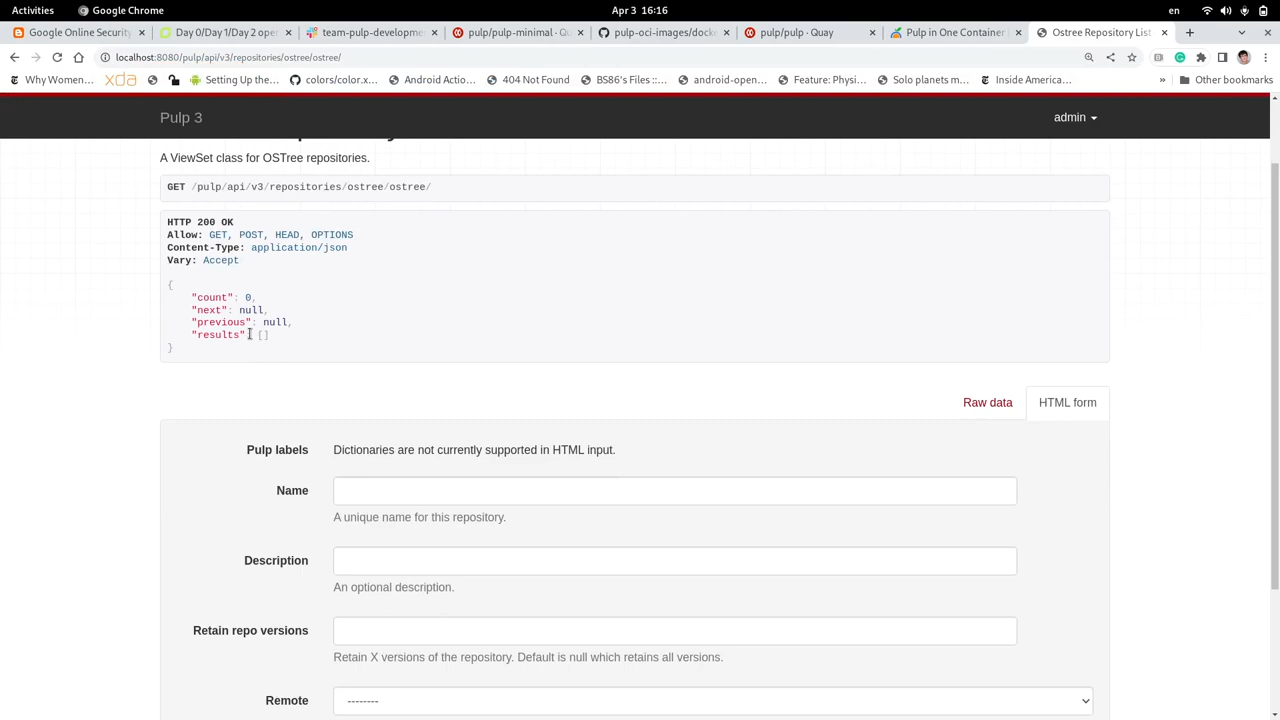 Activities
Google Chrome
Apr 3 16:16
en
Google Online Security
Day 0/Day 1/Day 2 oper
team-pulp-developmen
pulp/pulp-minimal · Qu
pulp-oci-images/docke
pulp/pulp · Quay
Pulp in One Container
Ostree Repository List
localhost:8080/pulp/api/v3/repositories/ostree/ostree/
Why Women…
xda
Setting Up the…
colors/color.x…
Android Actio…
404 Not Found
BS86's Files ::…
android-open…
Feature: Physi…
Solo planets m…
Inside America…
»
Other bookmarks
Pulp 3
admin
A ViewSet class for OSTree repositories.
GET /pulp/api/v3/repositories/ostree/ostree/
HTTP 200 OK
Allow: GET, POST, HEAD, OPTIONS
Content-Type: application/json
Vary: Accept
{
"count": 0,
"next": null,
"previous": null,
"results": []
}
Raw data
HTML form
Pulp labels
Dictionaries are not currently supported in HTML input.
Name
A unique name for this repository.
Description
An optional description.
Retain repo versions
Retain X versions of the repository. Default is null which retains all versions.
Remote
--------